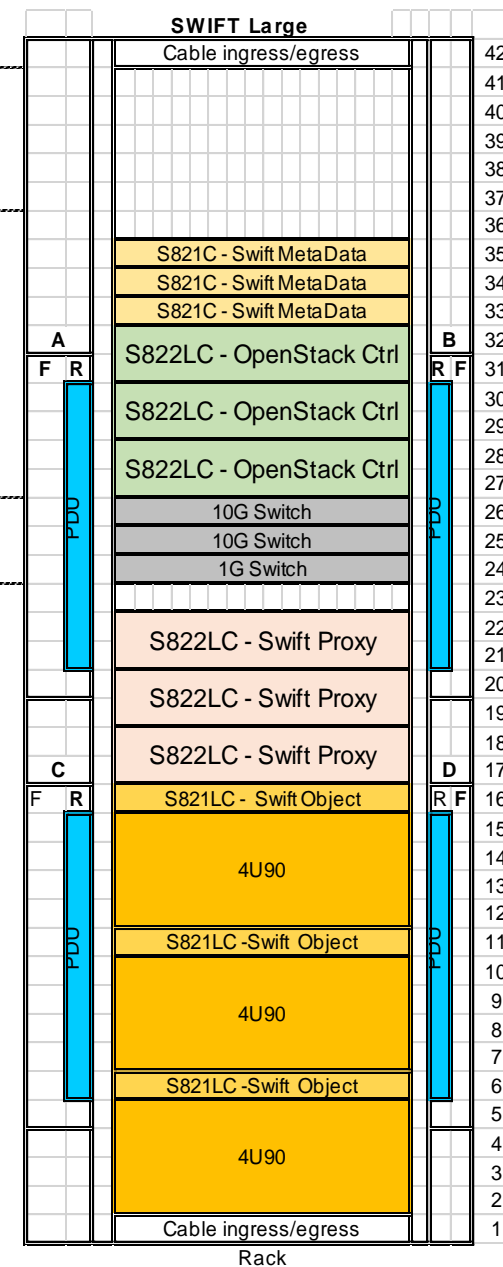 SWIFT Large
Cable ingress/egress 42
41
40
39
38
37
36
S821C - Swift MetaData 35
S821C - Swift MetaData 34
S821C - Swift MetaData 33
A S822LC - OpenStack Ctrl B 32
F R R F 31
S822LC - OpenStack Ctrl 30
29
S822LC - OpenStack Ctrl 28
27
PDU 10G Switch PDU 26
10G Switch 25
1G Switch 24
23
S822LC - Swift Proxy 22
21
S822LC - Swift Proxy 20
19
S822LC - Swift Proxy 18
C D 17
F R S821LC - Swift Object R F 16
15
4U90 14
13
12
PDU S821LC -Swift Object PDU 11
10
4U90 9
8
7
S821LC -Swift Object 6
5
4U90 4
3
2
Cable ingress/egress 1
Rack